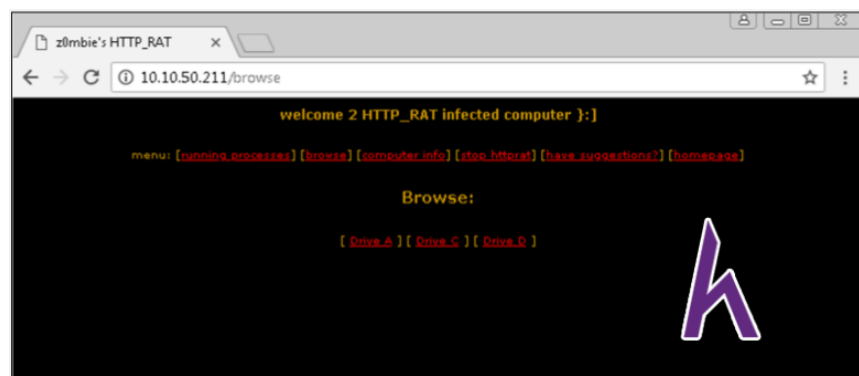 z0mbie's HTTP_RAT
10.10.50.211/browse
welcome 2 HTTP_RAT infected computer }:]
menu: [running processes] [browse] [computer info] [stop httprat] [have suggestions?] [homepage]
Browse:
[ Drive A ] [ Drive C ] [ Drive D ]